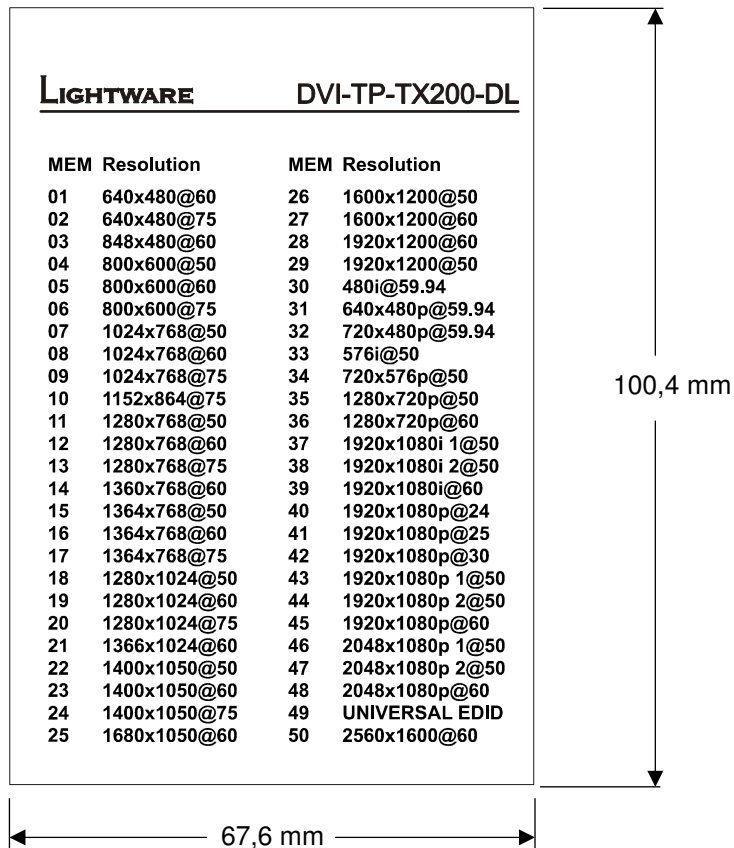 LIGHTWARE DVI-TP-TX200-DL
MEM Resolution
01 640x480@60
02 640x480@75
03 848x480@60
04 800x600@50
05 800x600@60
06 800x600@75
07 1024x768@50
08 1024x768@60
09 1024x768@75
10 1152x864@75
11 1280x768@50
12 1280x768@60
13 1280x768@75
14 1360x768@60
15 1364x768@50
16 1364x768@60
17 1364x768@75
18 1280x1024@50
19 1280x1024@60
20 1280x1024@75
21 1366x1024@60
22 1400x1050@50
23 1400x1050@60
24 1400x1050@75
25 1680x1050@60
MEM Resolution
26 1600x1200@50
27 1600x1200@60
28 1920x1200@60
29 1920x1200@50
30 480i@59.94
31 640x480p@59.94
32 720x480p@59.94
33 576i@50
34 720x576p@50
35 1280x720p@50
36 1280x720p@60
37 1920x1080i 1@50
38 1920x1080i 2@50
39 1920x1080i@60
40 1920x1080p@24
41 1920x1080p@25
42 1920x1080p@30
43 1920x1080p 1@50
44 1920x1080p 2@50
45 1920x1080p@60
46 2048x1080p 1@50
47 2048x1080p 2@50
48 2048x1080p@60
49 UNIVERSAL EDID
50 2560x1600@60
100,4 mm
67,6 mm